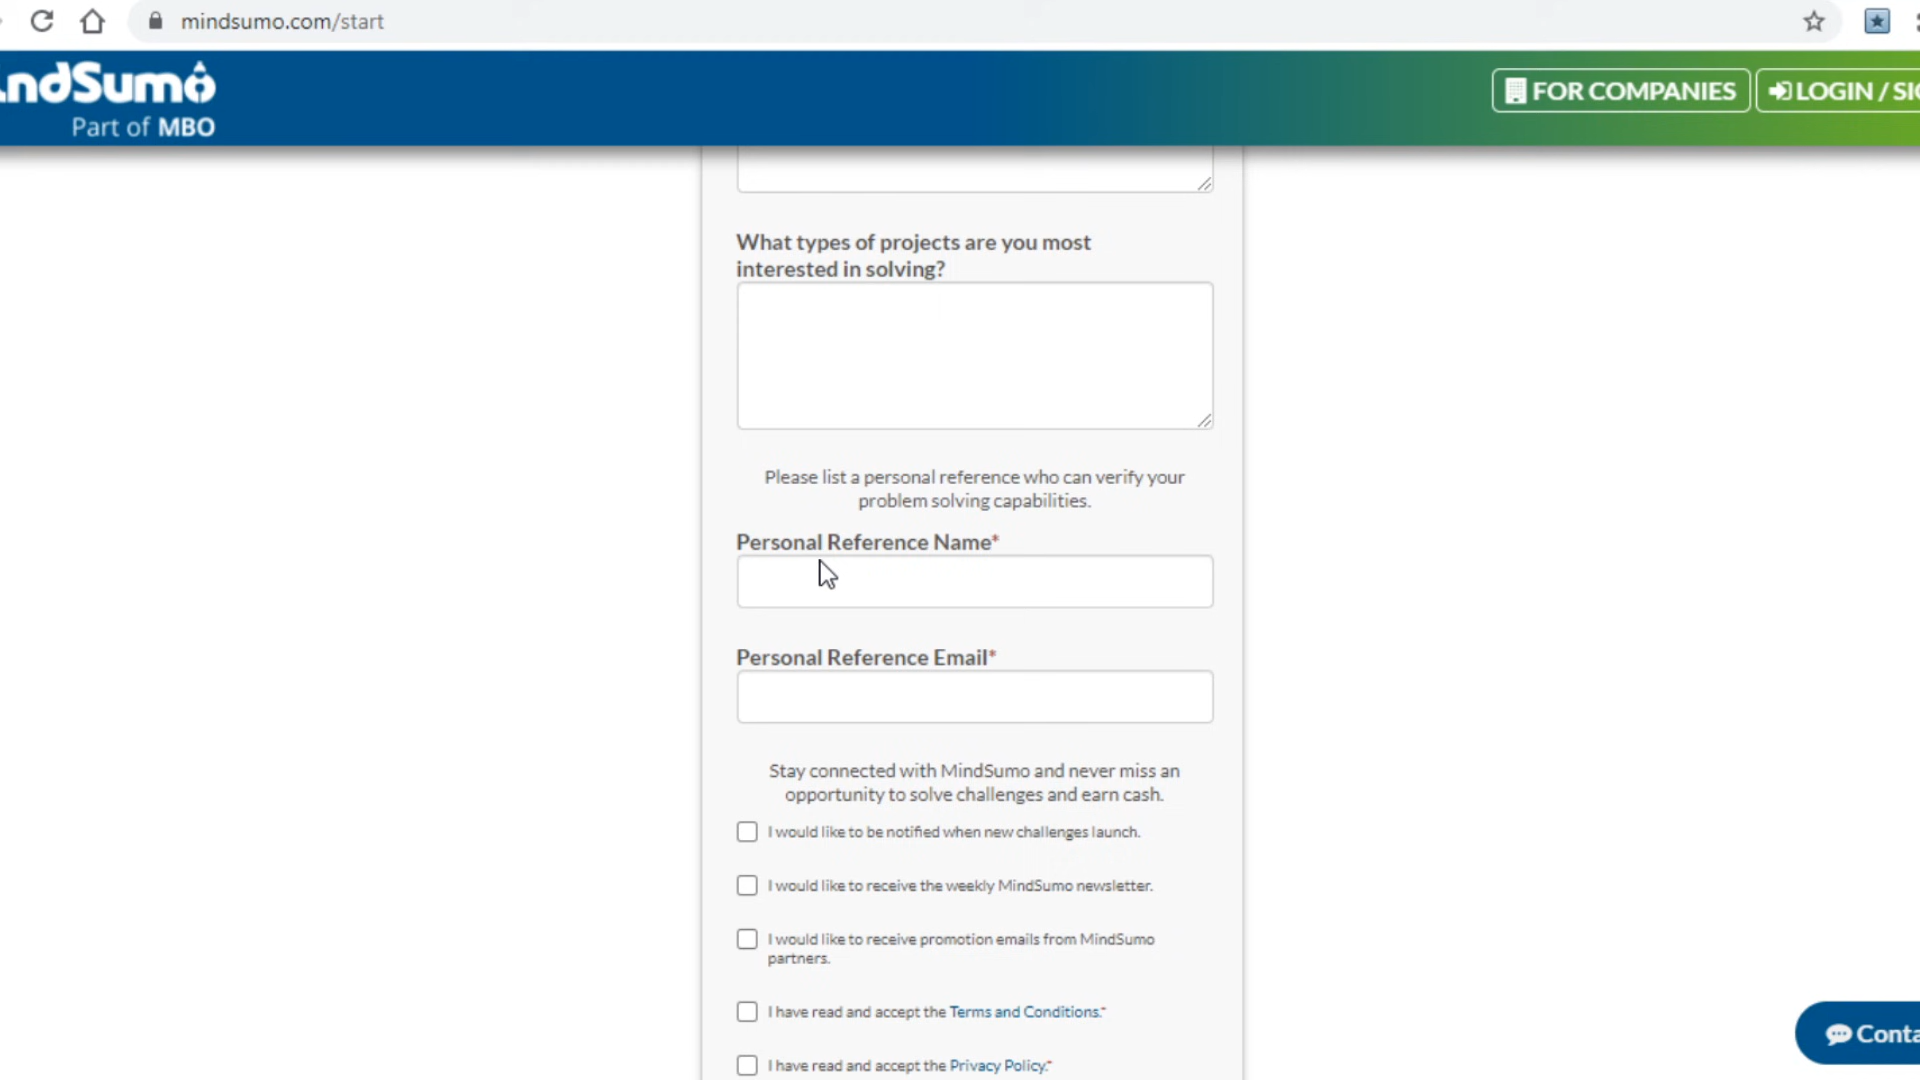 mindsumo.com/start
indSumo
Part of MBO
FOR COMPANIES
LOGIN / SIG
What types of projects are you most
interested in solving?
Please list a personal reference who can verify your
problem solving capabilities.
Personal Reference Name*
Personal Reference Email*
Stay connected with MindSumo and never miss an
opportunity to solve challenges and earn cash.
I would like to be notified when new challenges launch.
I would like to receive the weekly MindSumo newsletter.
I would like to receive promotion emails from MindSumo
partners.
I have read and accept the Terms and Conditions.*
I have read and accept the Privacy Policy.*
Conta